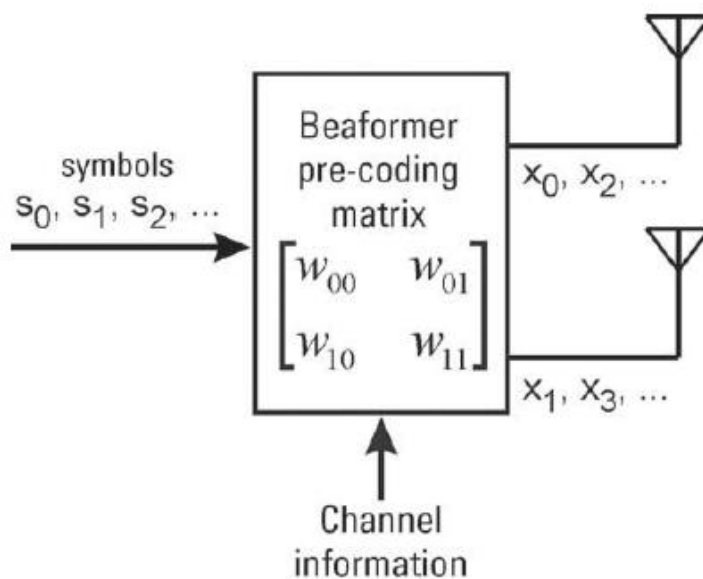 symbols
s₀, s₁, s₂, ...
Beaformer
pre-coding
matrix
w₀₀ w₀₁
w₁₀ w₁₁
x₀, x₂, ...
x₁, x₃, ...
Channel
information